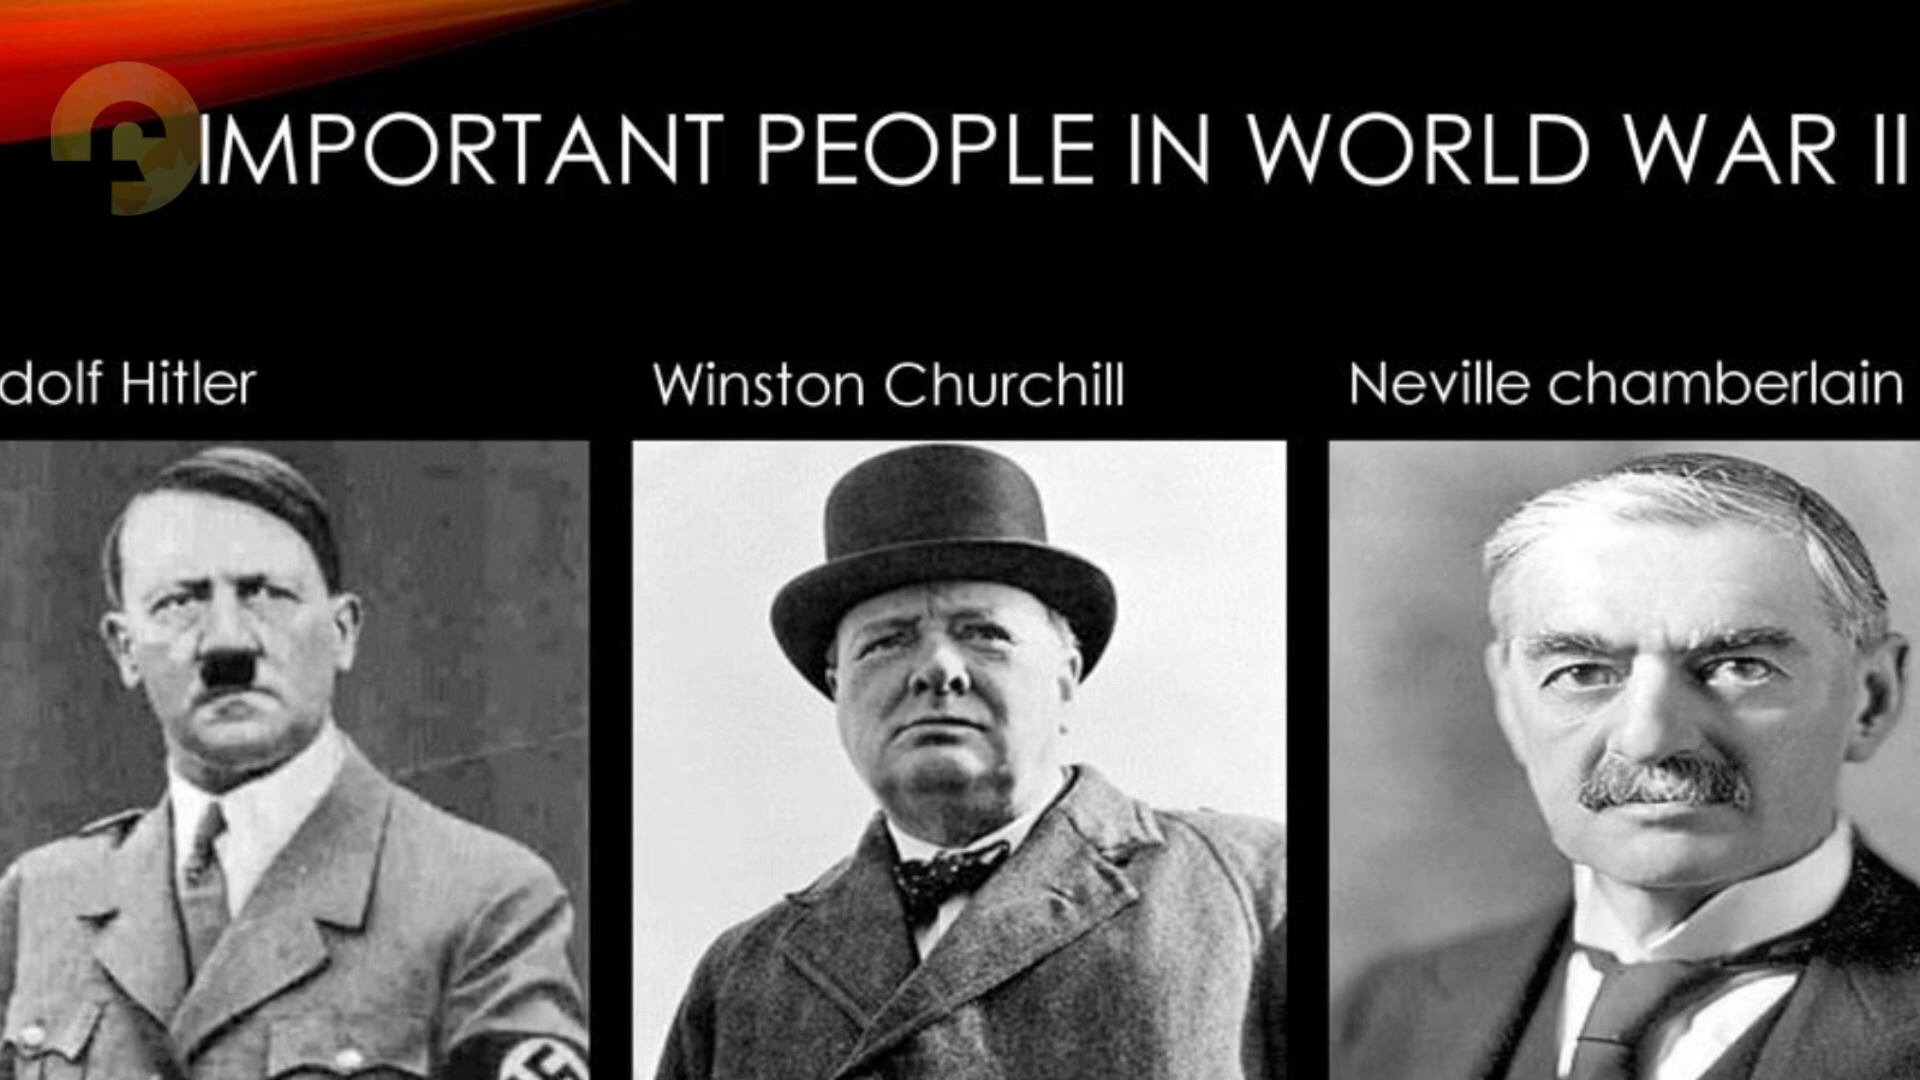 IMPORTANT PEOPLE IN WORLD WAR II
dolf Hitler
Winston Churchill
Neville chamberlain